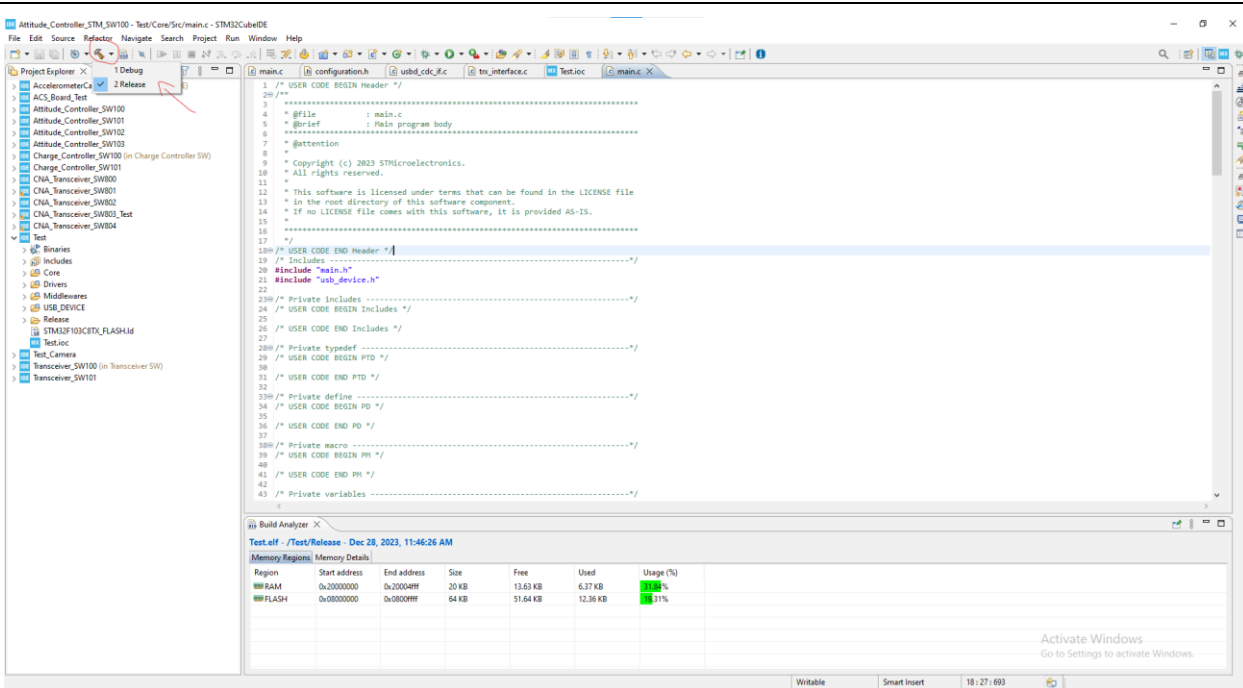 Attitude_Controller_STM_SW100 - Test/Core/Src/main.c - STM32CubeIDE
File Edit Source Refactor Navigate Search Project Run Window Help
Project Explorer
1 Debug
2 Release
AccelerometerCa
ACS_Board_Test
Attitude_Controller_SW100
Attitude_Controller_SW101
Attitude_Controller_SW102
Attitude_Controller_SW103
Charge_Controller_SW100 (in Charge Controller SW)
Charge_Controller_SW101
CNA_Transceiver_SW800
CNA_Transceiver_SW801
CNA_Transceiver_SW802
CNA_Transceiver_SW803_Test
CNA_Transceiver_SW804
Test
Binaries
Includes
Core
Drivers
Middlewares
USB_DEVICE
Release
STM32F103C8TX_FLASH.ld
Test.ioc
Test_Camera
Transceiver_SW100 (in Transceiver SW)
Transceiver_SW101
main.c configuration.h usbd_cdc_if.c trx_interface.c Test.ioc main.c
1 /* USER CODE BEGIN Header */
2 /**
3 ******************************************************************************
4 * @file : main.c
5 * @brief : Main program body
6 ******************************************************************************
7 * @attention
8 *
9 * Copyright (c) 2023 STMicroelectronics.
10 * All rights reserved.
11 *
12 * This software is licensed under terms that can be found in the LICENSE file
13 * in the root directory of this software component.
14 * If no LICENSE file comes with this software, it is provided AS-IS.
15 *
16 ******************************************************************************
17 */
18 /* USER CODE END Header */
19 /* Includes ------------------------------------------------------------------*/
20 #include "main.h"
21 #include "usb_device.h"
22
23 /* Private includes ----------------------------------------------------------*/
24 /* USER CODE BEGIN Includes */
25
26 /* USER CODE END Includes */
27
28 /* Private typedef -----------------------------------------------------------*/
29 /* USER CODE BEGIN PTD */
30
31 /* USER CODE END PTD */
32
33 /* Private define ------------------------------------------------------------*/
34 /* USER CODE BEGIN PD */
35
36 /* USER CODE END PD */
37
38 /* Private macro -------------------------------------------------------------*/
39 /* USER CODE BEGIN PM */
40
41 /* USER CODE END PM */
42
43 /* Private variables ---------------------------------------------------------*/
Build Analyzer
Test.elf - /Test/Release - Dec 28, 2023, 11:46:26 AM
Memory Regions Memory Details
Region Start address End address Size Free Used Usage (%)
RAM 0x20000000 0x20004fff 20 KB 13.63 KB 6.37 KB 31.84%
FLASH 0x08000000 0x0800ffff 64 KB 51.64 KB 12.36 KB 19.31%
Activate Windows
Go to Settings to activate Windows.
Writable Smart Insert 18 : 27 : 693